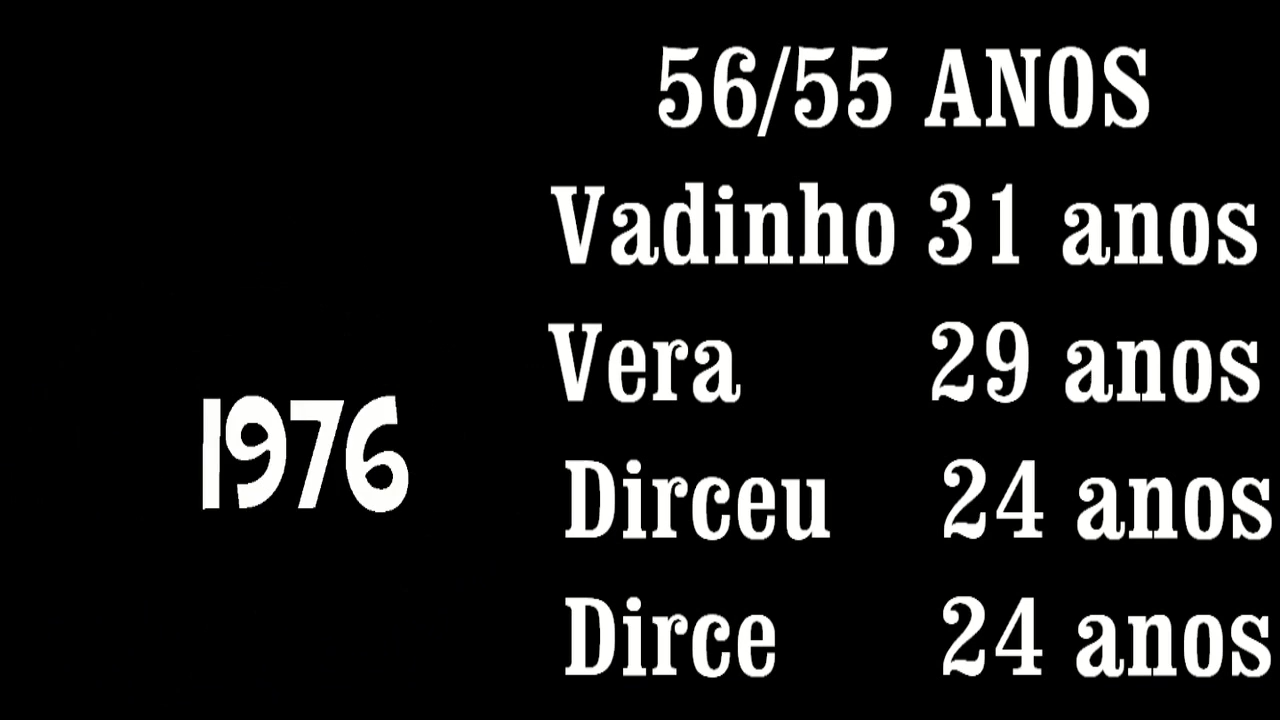 1976
56/55 ANOS
Vadinho 31 anos
Vera 29 anos
Dirceu 24 anos
Dirce 24 anos